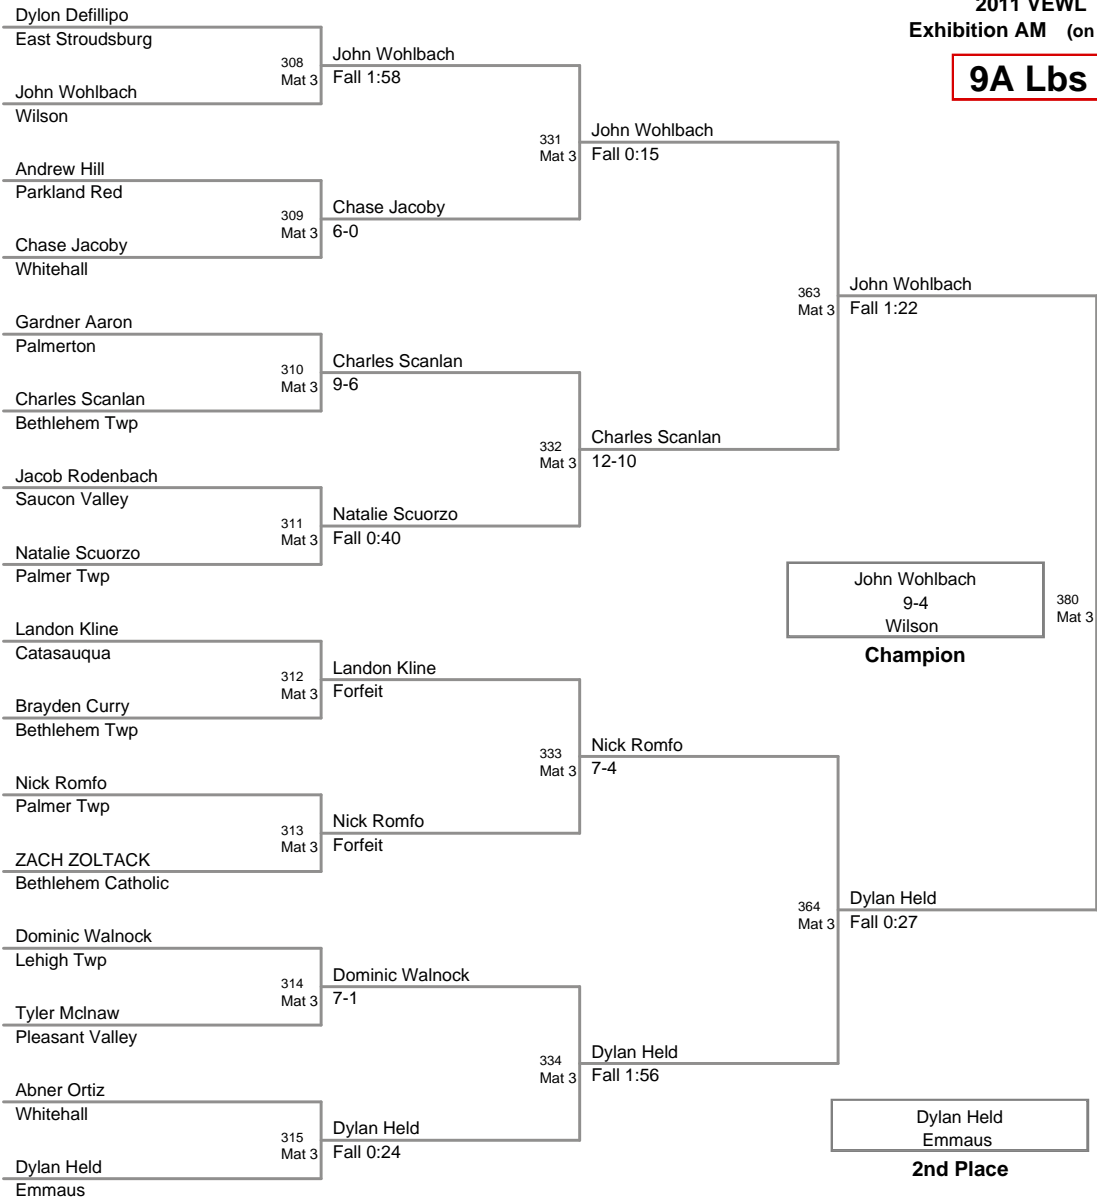 2011 VEWL
Exhibition AM (on
9A Lbs
Dylon Defillipo
East Stroudsburg
308
Mat 3
John Wohlbach
Fall 1:58
John Wohlbach
Wilson
331
Mat 3
John Wohlbach
Fall 0:15
Andrew Hill
Parkland Red
309
Mat 3
Chase Jacoby
6-0
Chase Jacoby
Whitehall
363
Mat 3
John Wohlbach
Fall 1:22
Gardner Aaron
Palmerton
310
Mat 3
Charles Scanlan
9-6
Charles Scanlan
Bethlehem Twp
332
Mat 3
Charles Scanlan
12-10
Jacob Rodenbach
Saucon Valley
311
Mat 3
Natalie Scuorzo
Fall 0:40
Natalie Scuorzo
Palmer Twp
John Wohlbach
9-4
Wilson
Champion
380
Mat 3
Landon Kline
Catasauqua
312
Mat 3
Landon Kline
Forfeit
Brayden Curry
Bethlehem Twp
333
Mat 3
Nick Romfo
7-4
Nick Romfo
Palmer Twp
313
Mat 3
Nick Romfo
Forfeit
ZACH ZOLTACK
Bethlehem Catholic
364
Mat 3
Dylan Held
Fall 0:27
Dominic Walnock
Lehigh Twp
314
Mat 3
Dominic Walnock
7-1
Tyler McInaw
Pleasant Valley
334
Mat 3
Dylan Held
Fall 1:56
Abner Ortiz
Whitehall
315
Mat 3
Dylan Held
Fall 0:24
Dylan Held
Emmaus
Dylan Held
Emmaus
2nd Place